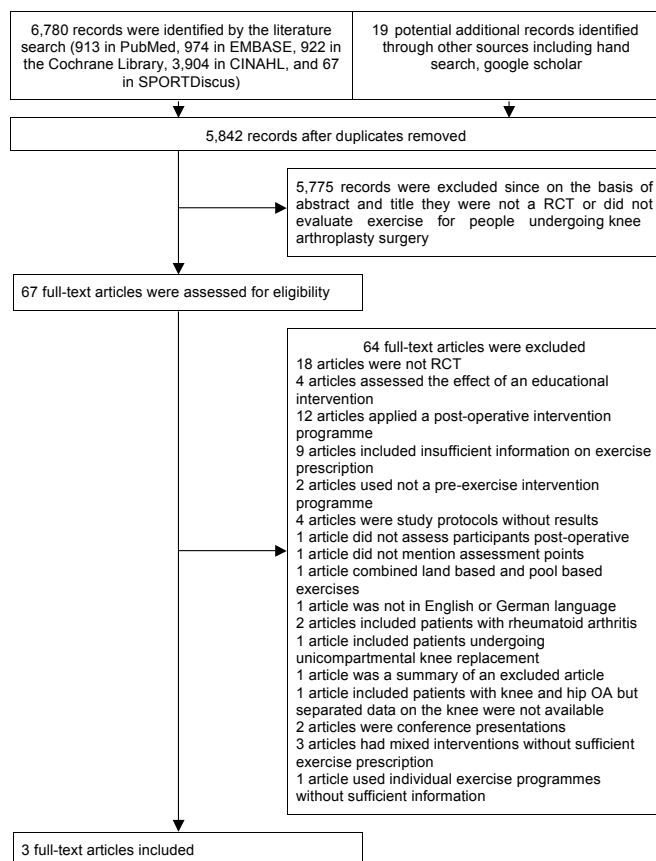 6,780 records were identified by the literature
search (913 in PubMed, 974 in EMBASE, 922 in
the Cochrane Library, 3,904 in CINAHL, and 67
in SPORTDiscus)
19 potential additional records identified
through other sources including hand
search, google scholar
5,842 records after duplicates removed
5,775 records were excluded since on the basis of
abstract and title they were not a RCT or did not
evaluate exercise for people undergoing knee
arthroplasty surgery
67 full-text articles were assessed for eligibility
64 full-text articles were excluded
18 articles were not RCT
4 articles assessed the effect of an educational
intervention
12 articles applied a post-operative intervention
programme
9 articles included insufficient information on exercise
prescription
2 articles used not a pre-exercise intervention
programme
4 articles were study protocols without results
1 article did not assess participants post-operative
1 article did not mention assessment points
1 article combined land based and pool based
exercises
1 article was not in English or German language
2 articles included patients with rheumatoid arthritis
1 article included patients undergoing
unicompartmental knee replacement
1 article was a summary of an excluded article
1 article included patients with knee and hip OA but
separated data on the knee were not available
2 articles were conference presentations
3 articles had mixed interventions without sufficient
exercise prescription
1 article used individual exercise programmes
without sufficient information
3 full-text articles included